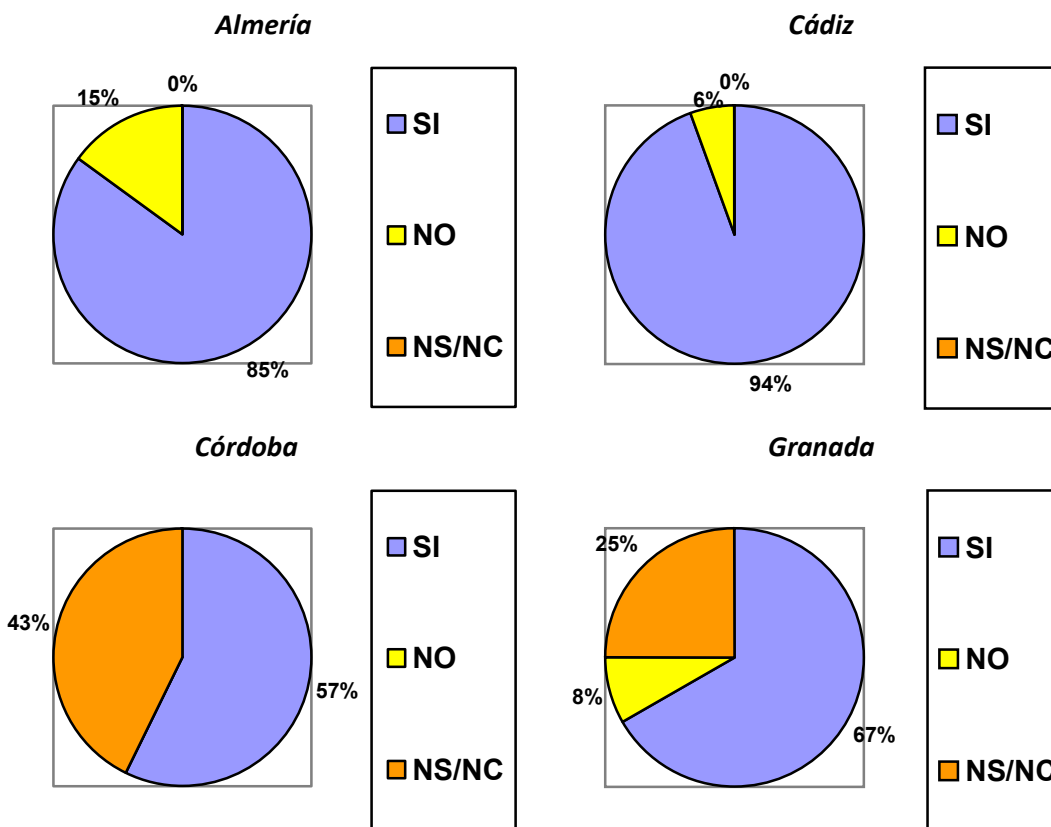 Almería
0%
15%
85%
SI
NO
NS/NC
Cádiz
0%
6%
94%
SI
NO
NS/NC
Córdoba
43%
57%
SI
NO
NS/NC
Granada
25%
8%
67%
SI
NO
NS/NC